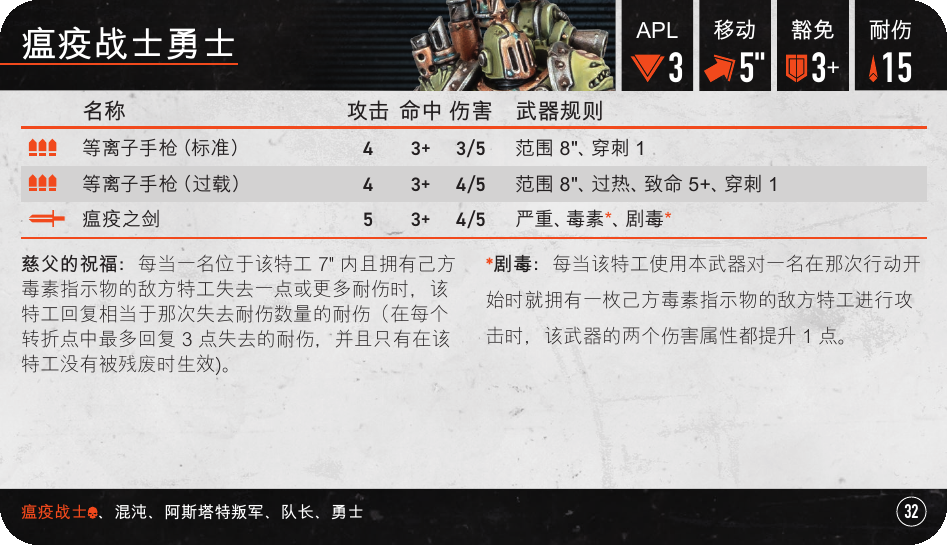 瘟疫战士勇士
APL 移动 豁免 耐伤
3 5" 3+ 15
名称 攻击 命中 伤害 武器规则
等离子手枪（标准） 4 3+ 3/5 范围 8"、穿刺 1
等离子手枪（过载） 4 3+ 4/5 范围 8"、过热、致命 5+、穿刺 1
瘟疫之剑 5 3+ 4/5 严重、毒素*、剧毒*
慈父的祝福：每当一名位于该特工 7" 内且拥有己方
毒素指示物的敌方特工失去一点或更多耐伤时，该
特工回复相当于那次失去耐伤数量的耐伤（在每个
转折点中最多回复 3 点失去的耐伤，并且只有在该
特工没有被残废时生效)。
*剧毒：每当该特工使用本武器对一名在那次行动开
始时就拥有一枚己方毒素指示物的敌方特工进行攻
击时，该武器的两个伤害属性都提升 1 点。
瘟疫战士、混沌、阿斯塔特叛军、队长、勇士
32